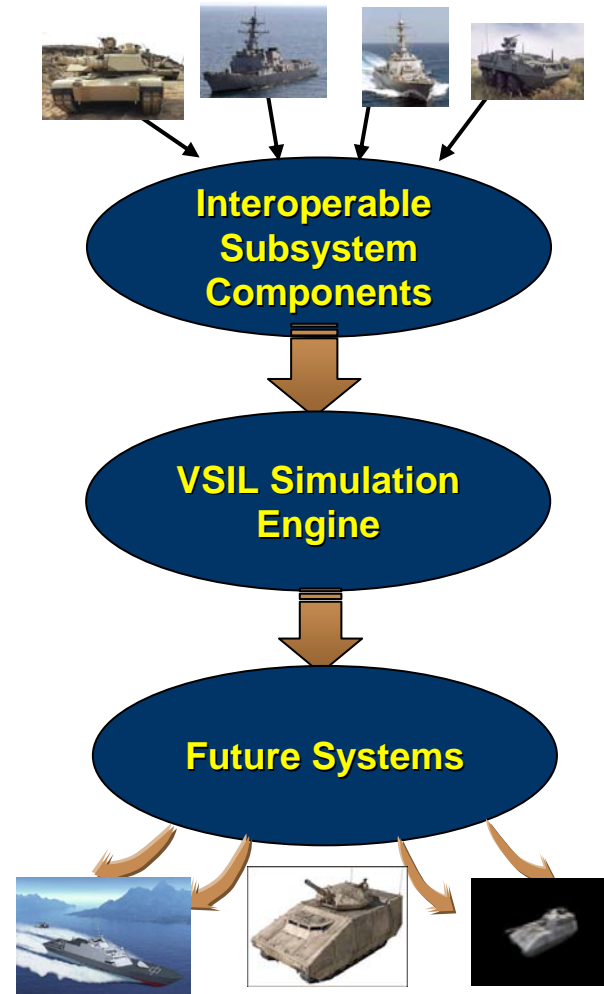 Interoperable
Subsystem
Components
VSIL Simulation
Engine
Future Systems